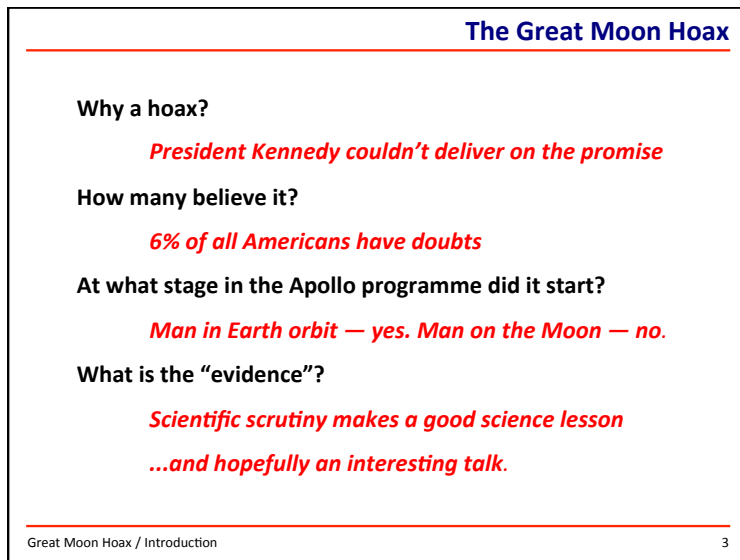 The Great Moon Hoax
Why a hoax?
President Kennedy couldn’t deliver on the promise
How many believe it?
6% of all Americans have doubts
At what stage in the Apollo programme did it start?
Man in Earth orbit — yes. Man on the Moon — no.
What is the “evidence”?
Scientific scrutiny makes a good science lesson
...and hopefully an interesting talk.
Great Moon Hoax / Introduction 3